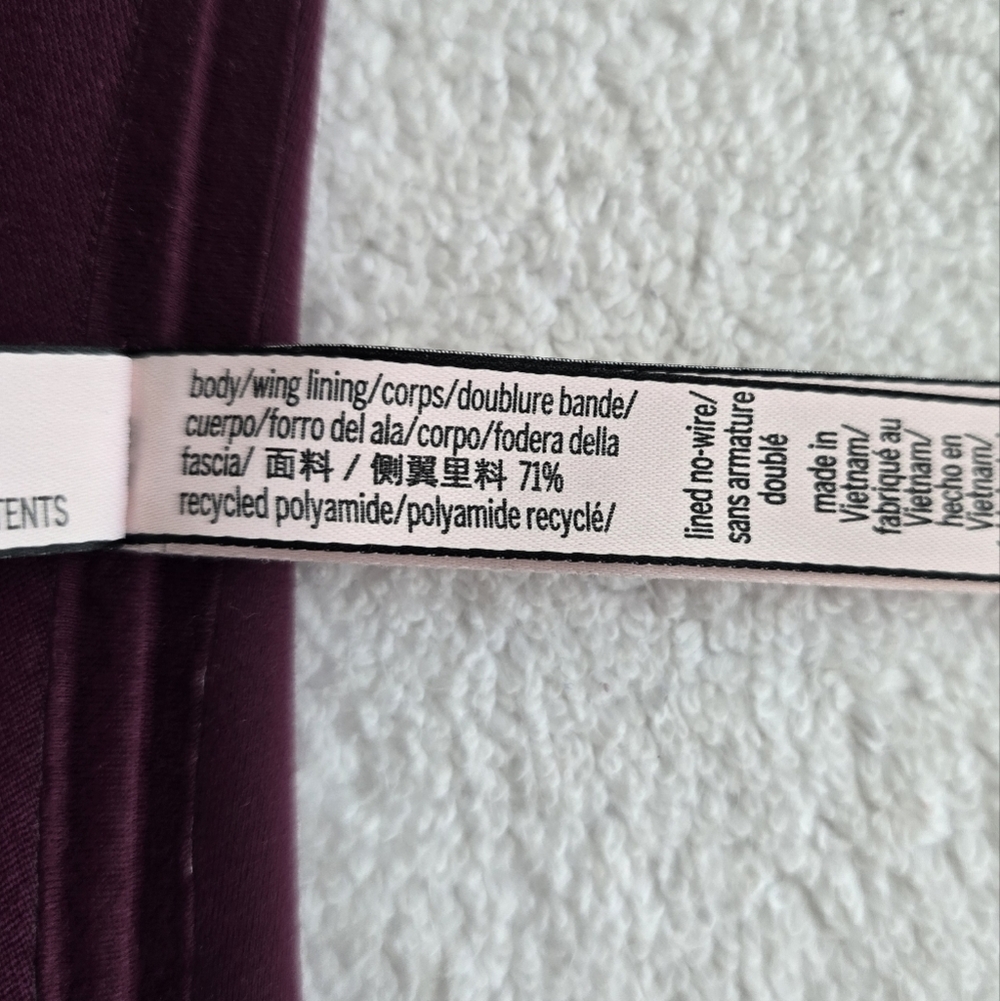 TENTS
body/wing lining/corps/doublure bande/
cuerpo/forro del ala/corpo/fodera della
fascia/ 面料 / 侧翼里料 71%
recycled polyamide/polyamide recyclé/
lined no-wire/
sans armature
doublé
made in
Vietnam/
fabriqué au
Vietnam/
hecho en
Vietnam/